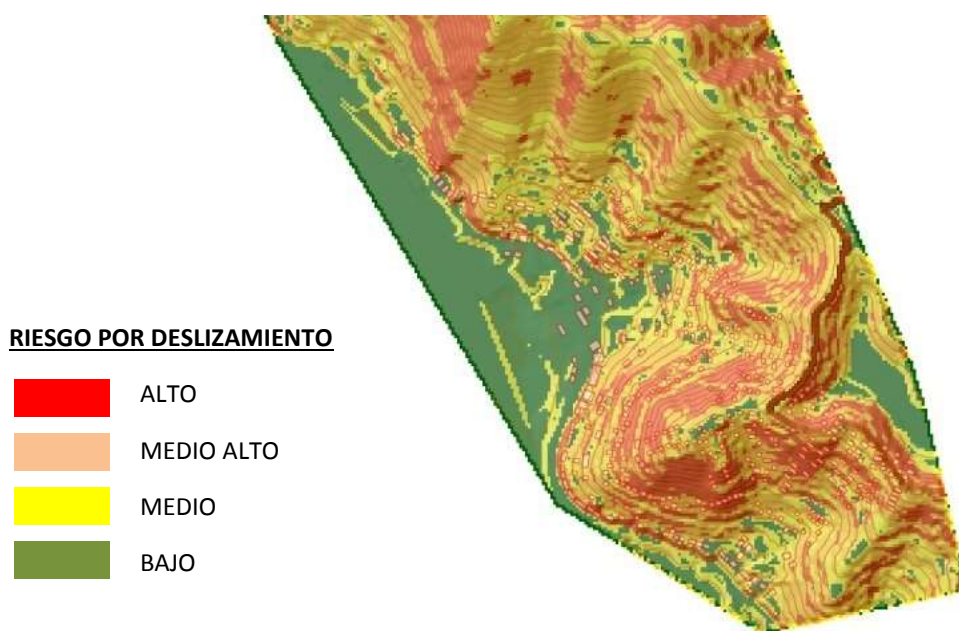 RIESGO POR DESLIZAMIENTO
ALTO
MEDIO ALTO
MEDIO
BAJO